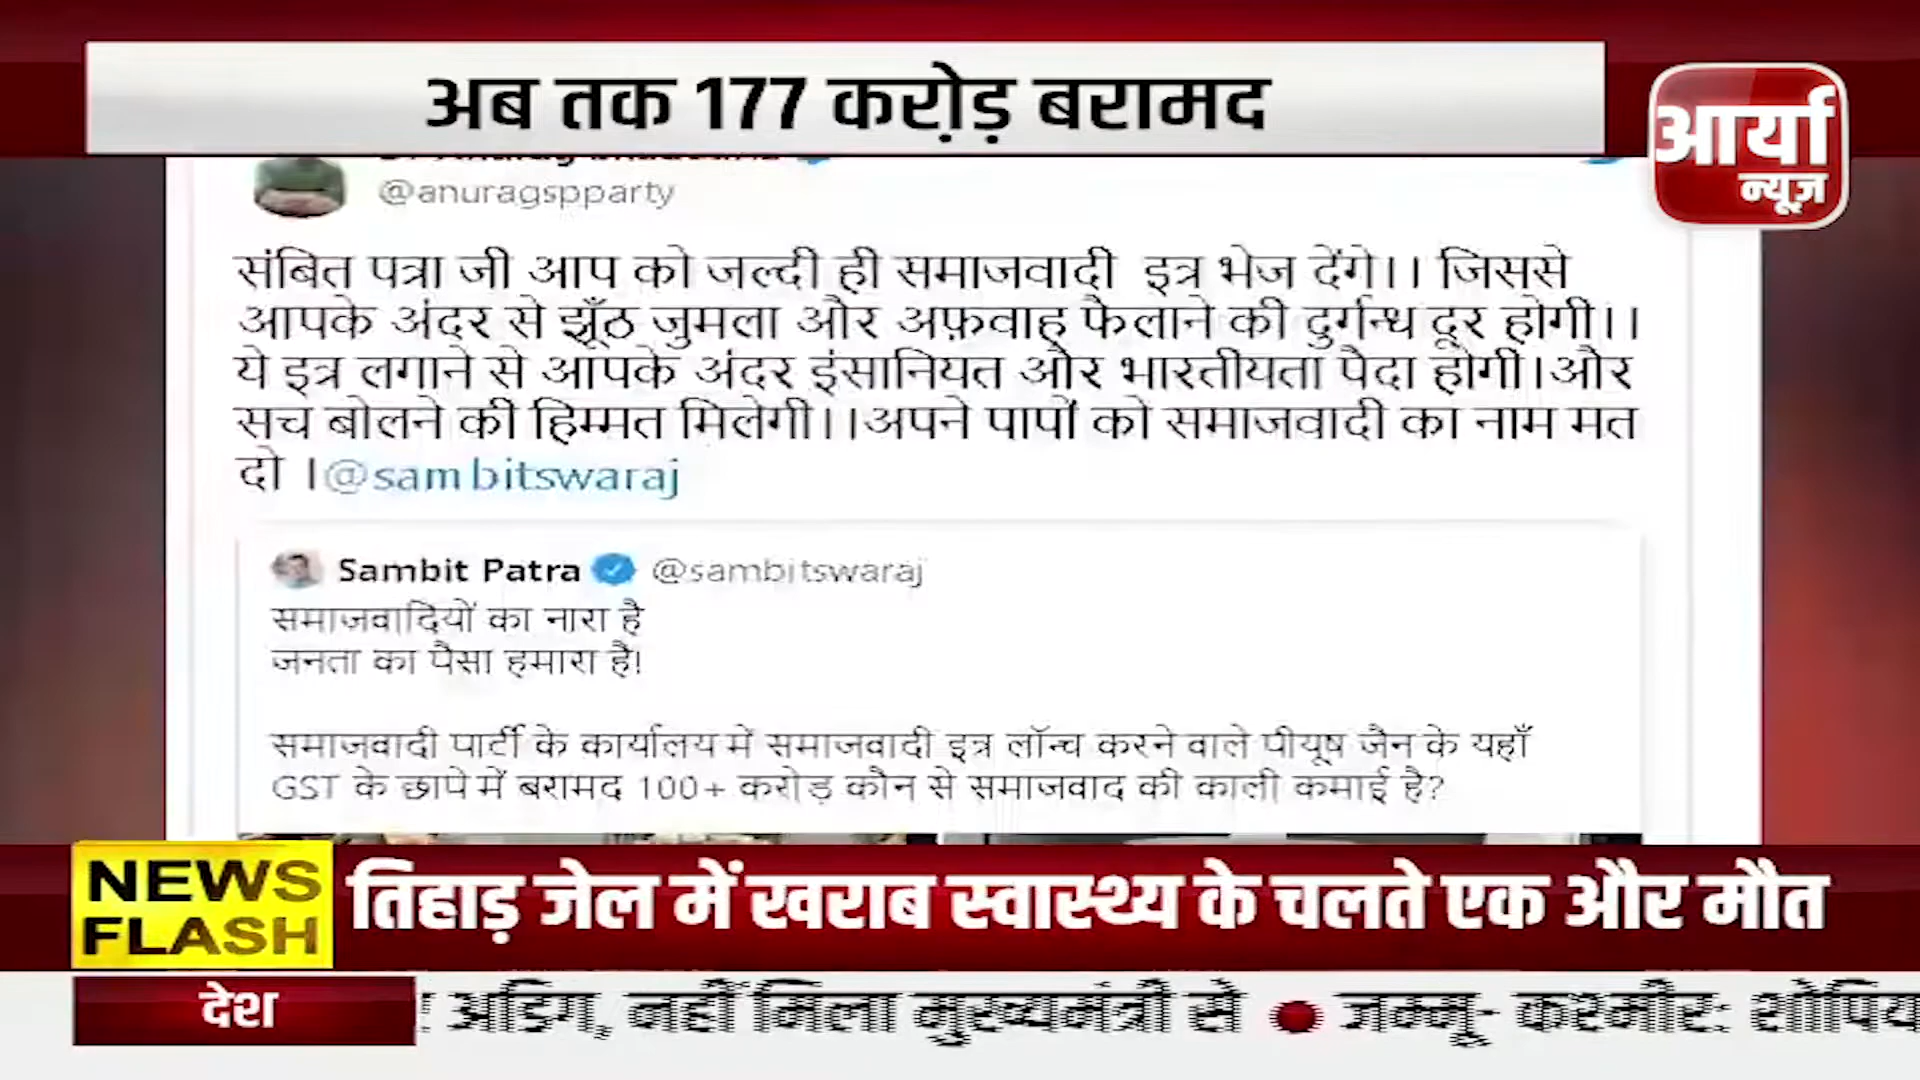 अब तक 177 करोड़ बरामद
आर्या
न्यूज़
@anuragspparty
संबित पत्रा जी आप को जल्दी ही समाजवादी इत्र भेज देंगे।। जिससे
आपके अंदर से झूँठ जुमला और अफ़वाह फैलाने की दुर्गन्ध दूर होगी।।
ये इत्र लगाने से आपके अंदर इंसानियत और भारतीयता पैदा होगी।और
सच बोलने की हिम्मत मिलेगी।।अपने पापों को समाजवादी का नाम मत
दो ।@sambitswaraj
Sambit Patra @sambitswaraj
समाजवादियों का नारा है
जनता का पैसा हमारा है!
समाजवादी पार्टी के कार्यालय में समाजवादी इत्र लॉन्च करने वाले पीयूष जैन के यहाँ
GST के छापे में बरामद 100+ करोड़ कौन से समाजवाद की काली कमाई है?
NEWS
FLASH
तिहाड़ जेल में खराब स्वास्थ्य के चलते एक और मौत
देश
अडिग, नहीं मिला मुख्यमंत्री से
जम्मू- कश्मीर: शोपिय